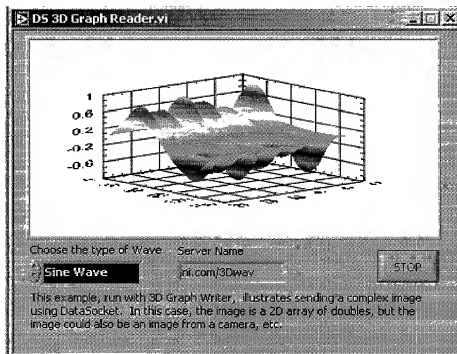 DS 3D Graph Reader.vi
1
0.6
0.2
-0.2
-0.6
Choose the type of Wave
Server Name
Sine Wave
ni.com/3Dwav
STOP
This example, run with 3D Graph Writer, illustrates sending a complex image
using DataSocket. In this case, the image is a 2D array of doubles, but the
image could also be an image from a camera, etc.